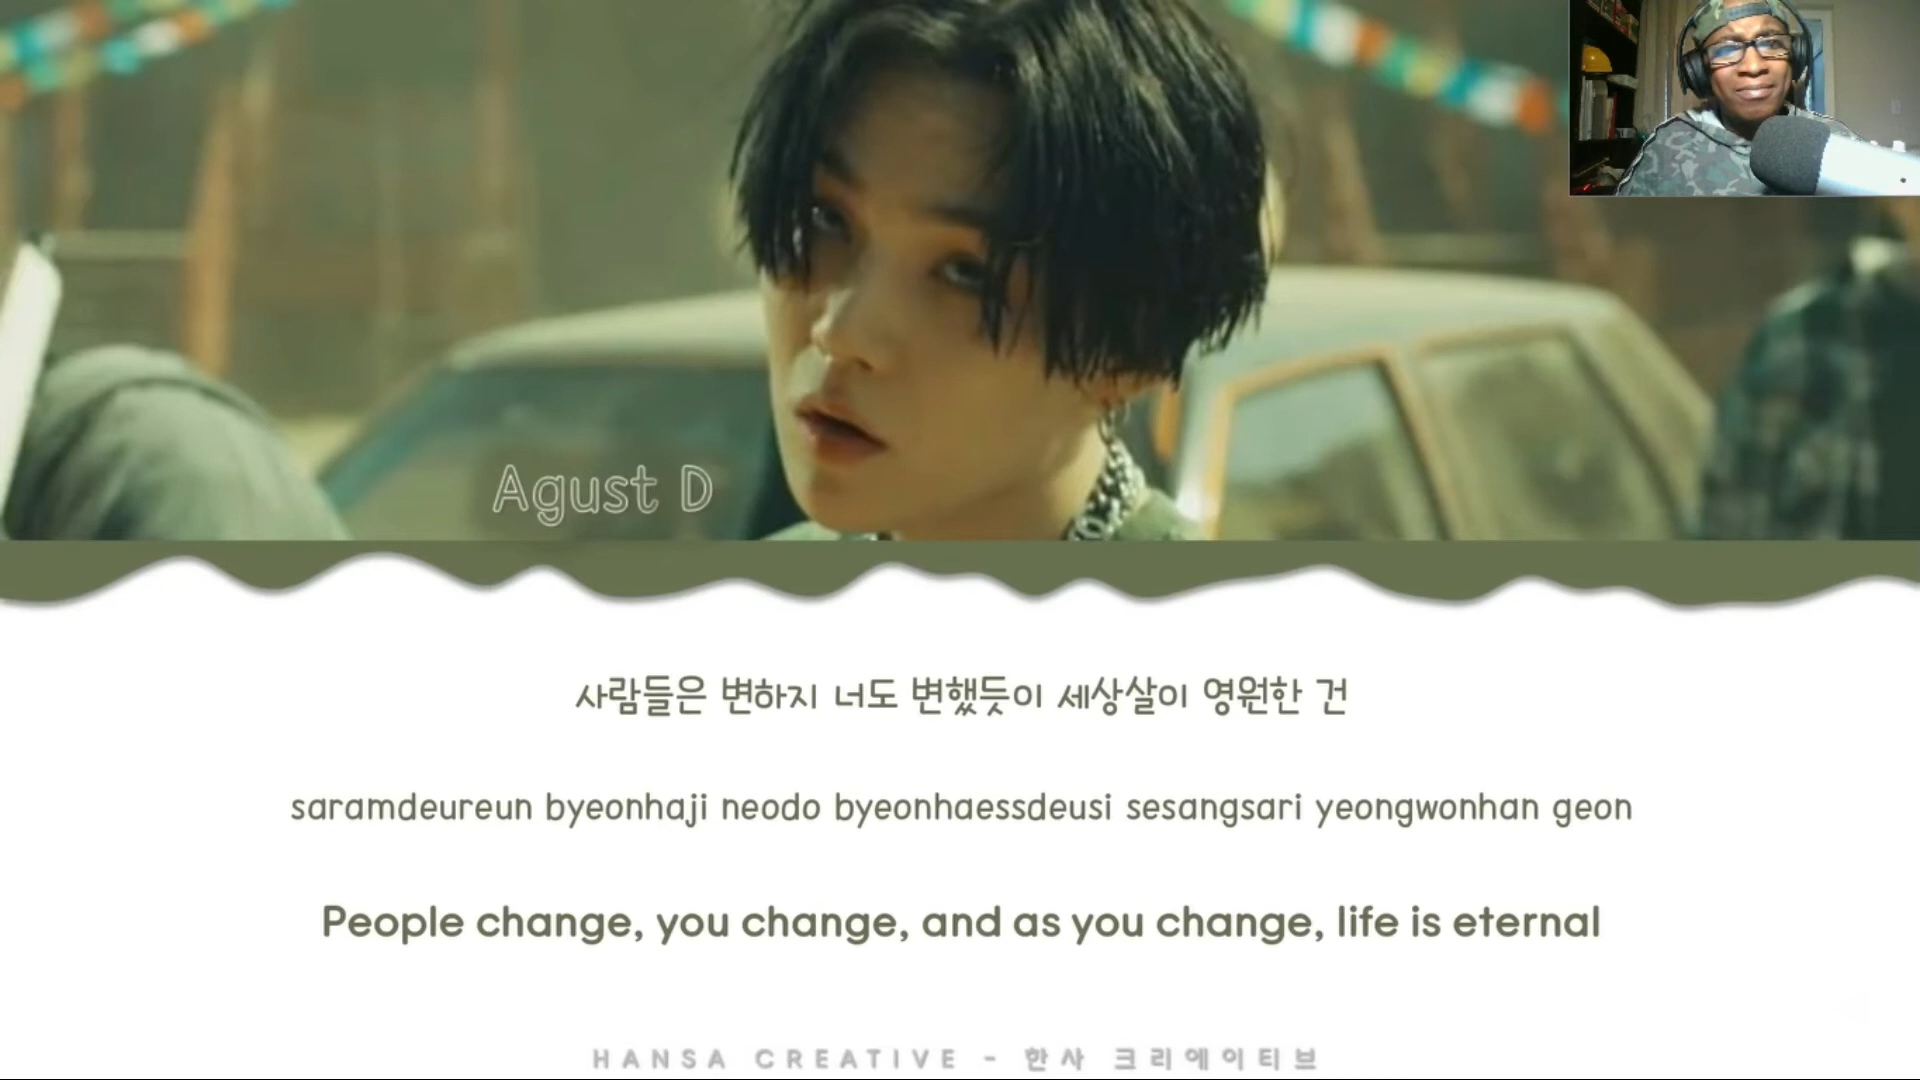 Agust D
사람들은 변하지 너도 변했듯이 세상살이 영원한 건
saramdeureun byeonhaji neodo byeonhaessdeusi sesangsari yeongwonhan geon
People change, you change, and as you change, life is eternal
HANSA CREATIVE - 한사 크리에이티브